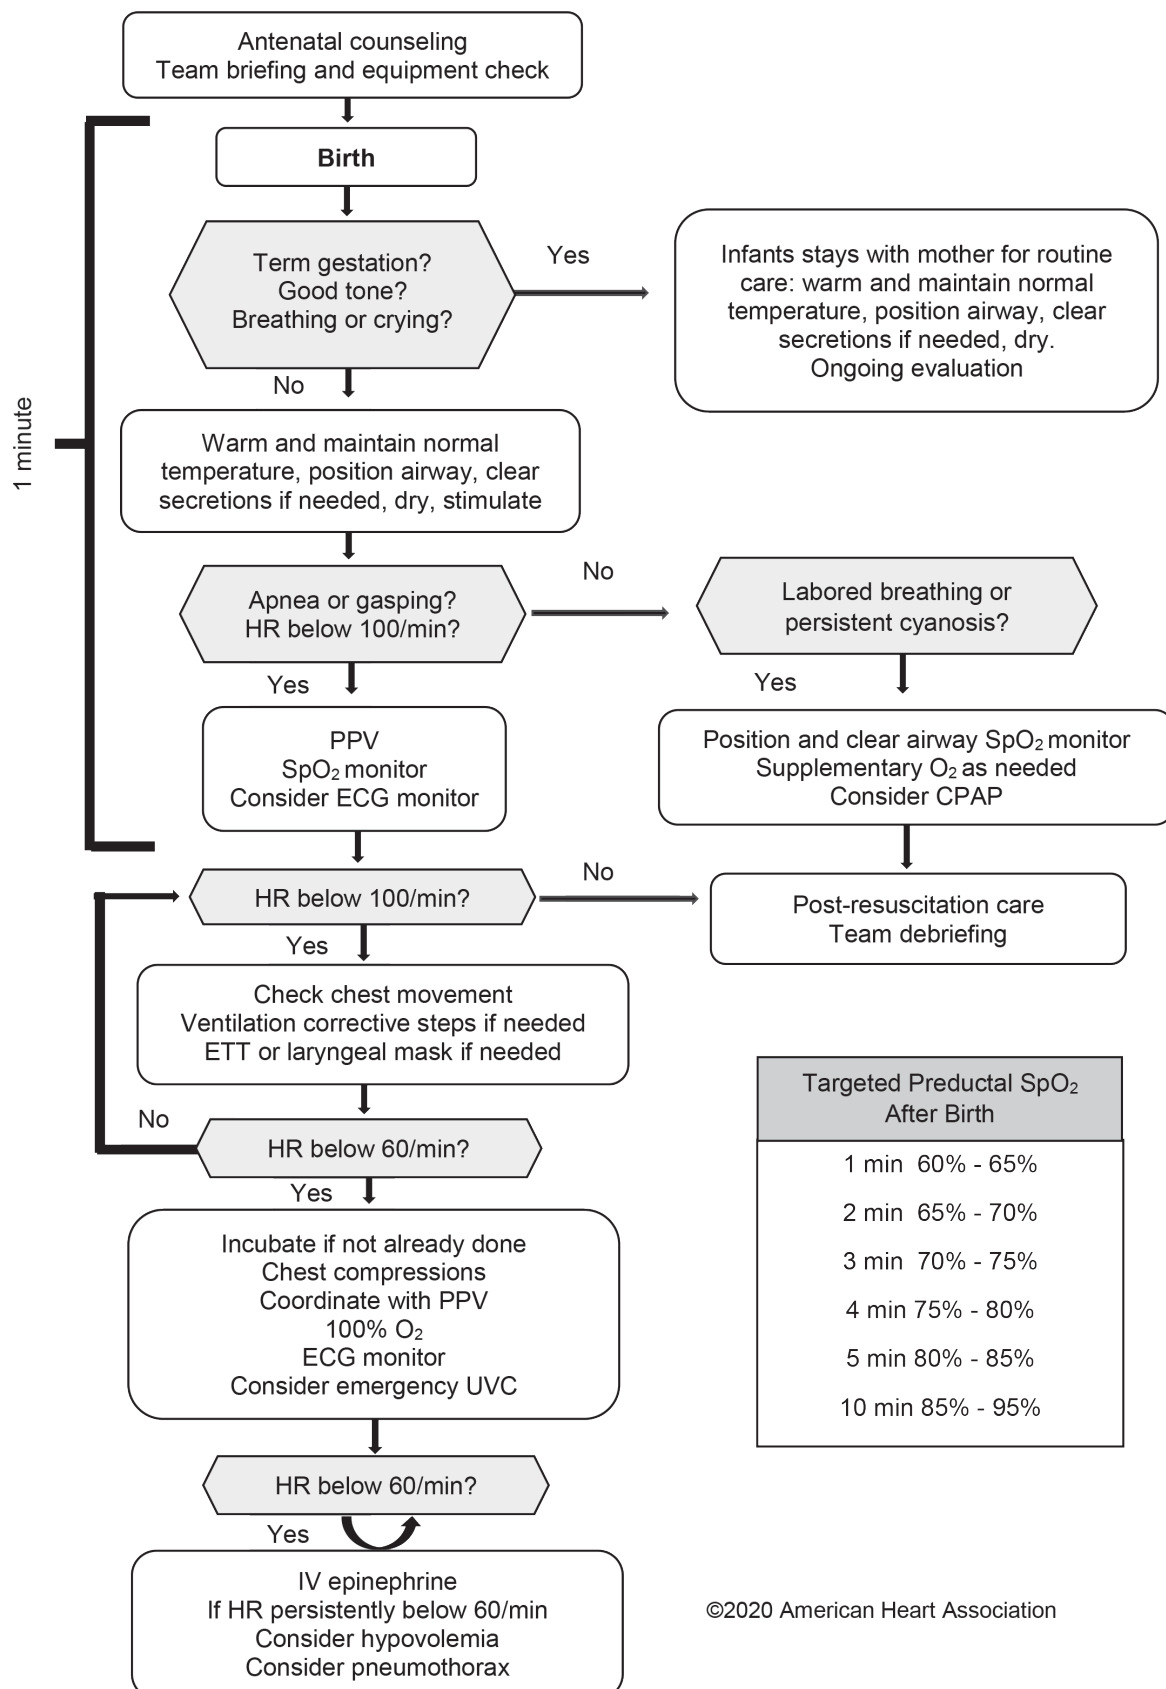 Antenatal counseling
Team briefing and equipment check
Birth
Term gestation?
Good tone?
Breathing or crying?
Yes
Infants stays with mother for routine
care: warm and maintain normal
temperature, position airway, clear
secretions if needed, dry.
Ongoing evaluation
No
1 minute
Warm and maintain normal
temperature, position airway, clear
secretions if needed, dry, stimulate
Apnea or gasping?
HR below 100/min?
No
Labored breathing or
persistent cyanosis?
Yes
Yes
PPV
SpO₂ monitor
Consider ECG monitor
Position and clear airway SpO₂ monitor
Supplementary O₂ as needed
Consider CPAP
HR below 100/min?
No
Post-resuscitation care
Team debriefing
Yes
Check chest movement
Ventilation corrective steps if needed
ETT or laryngeal mask if needed
No
HR below 60/min?
Yes
Incubate if not already done
Chest compressions
Coordinate with PPV
100% O₂
ECG monitor
Consider emergency UVC
HR below 60/min?
Yes
IV epinephrine
If HR persistently below 60/min
Consider hypovolemia
Consider pneumothorax
Targeted Preductal SpO₂
After Birth
1 min 60% - 65%
2 min 65% - 70%
3 min 70% - 75%
4 min 75% - 80%
5 min 80% - 85%
10 min 85% - 95%
©2020 American Heart Association